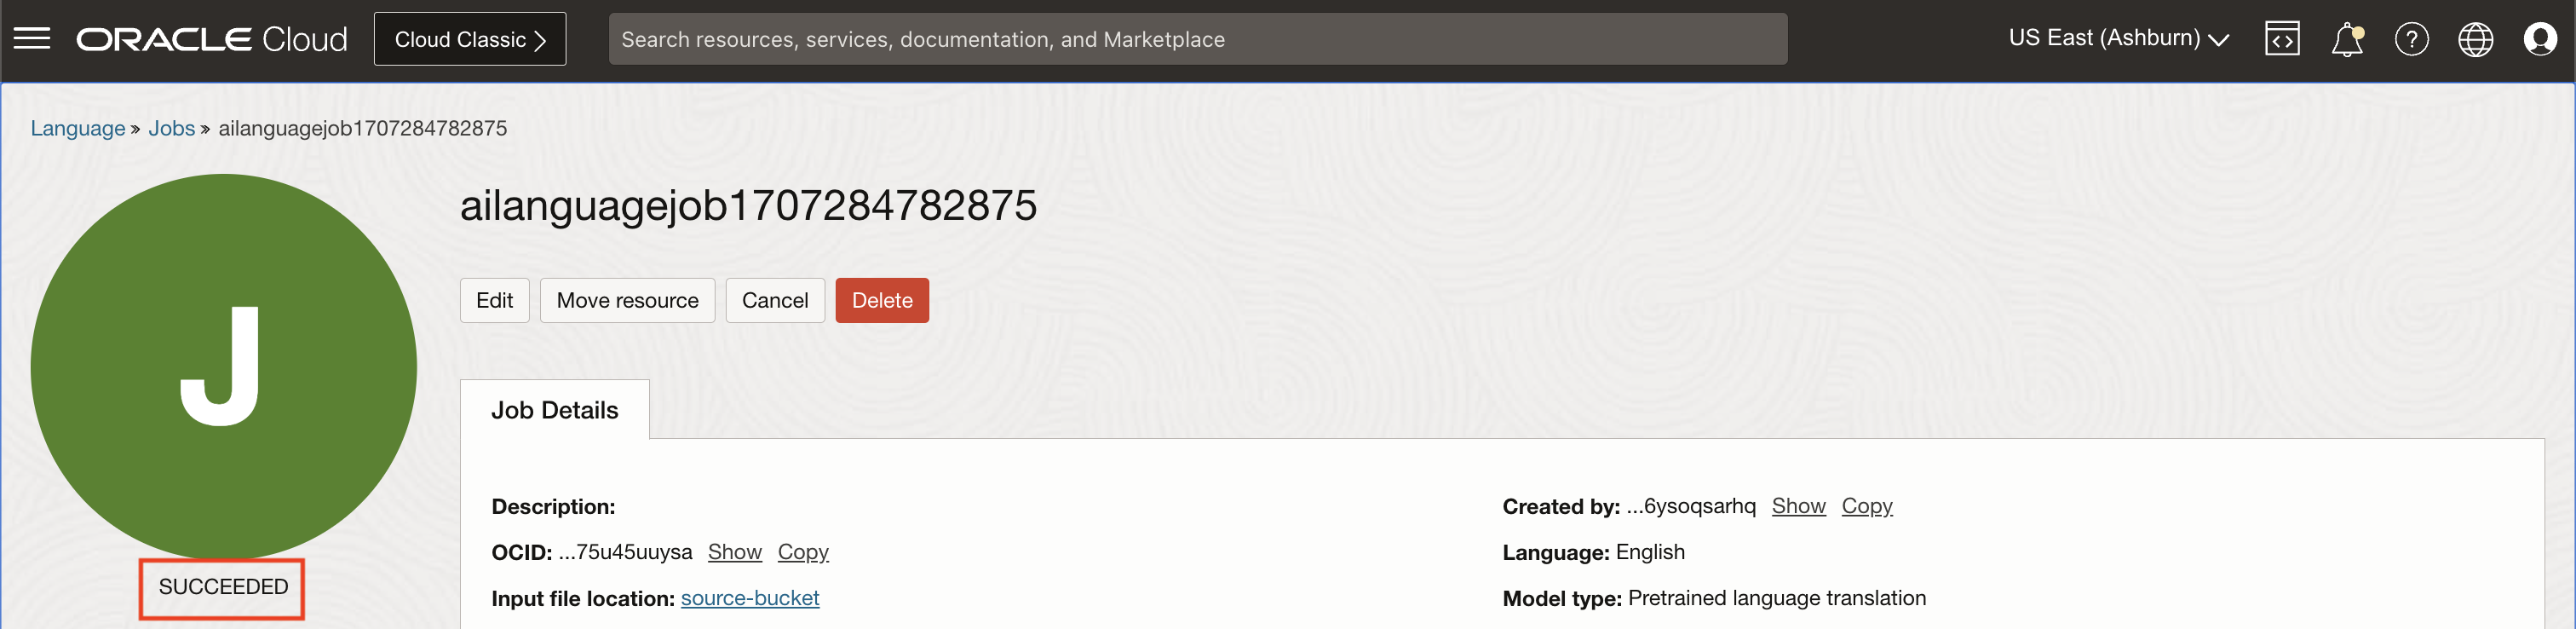 ORACLE Cloud
Cloud Classic
Search resources, services, documentation, and Marketplace
US East (Ashburn)
Language » Jobs » ailanguagejob1707284782875
J
SUCCEEDED
ailanguagejob1707284782875
Edit Move resource Cancel Delete
Job Details
Description:
OCID: ...75u45uuysa Show Copy
Input file location: source-bucket
Created by: ...6ysoqsarhq Show Copy
Language: English
Model type: Pretrained language translation